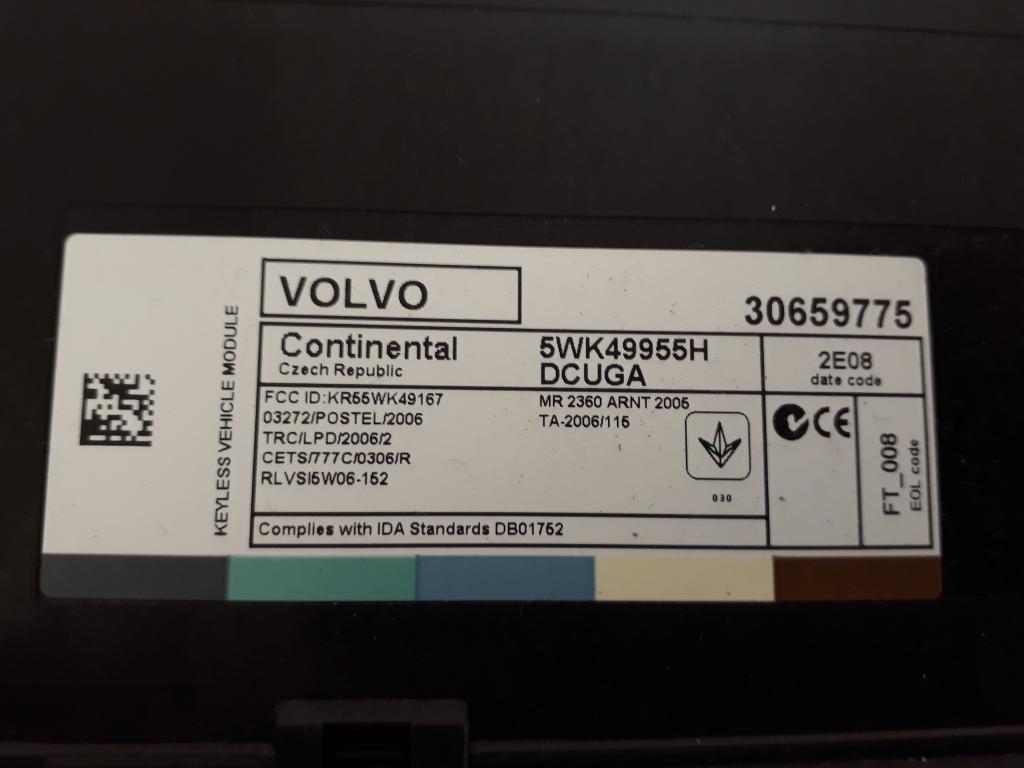 VOLVO
30659775
KEYLESS VEHICLE MODULE
Continental
Czech Republic
5WK49955H
DCUGA
2E08
date code
FCC ID:KR55WK49167
03272/POSTEL/2006
TRC/LPD/2006/2
CETS/777C/0306/R
RLVSI5W06-152
MR 2360 ARNT 2005
TA-2006/115
030
CE
FT_008
EOL code
Complies with IDA Standards DB01752